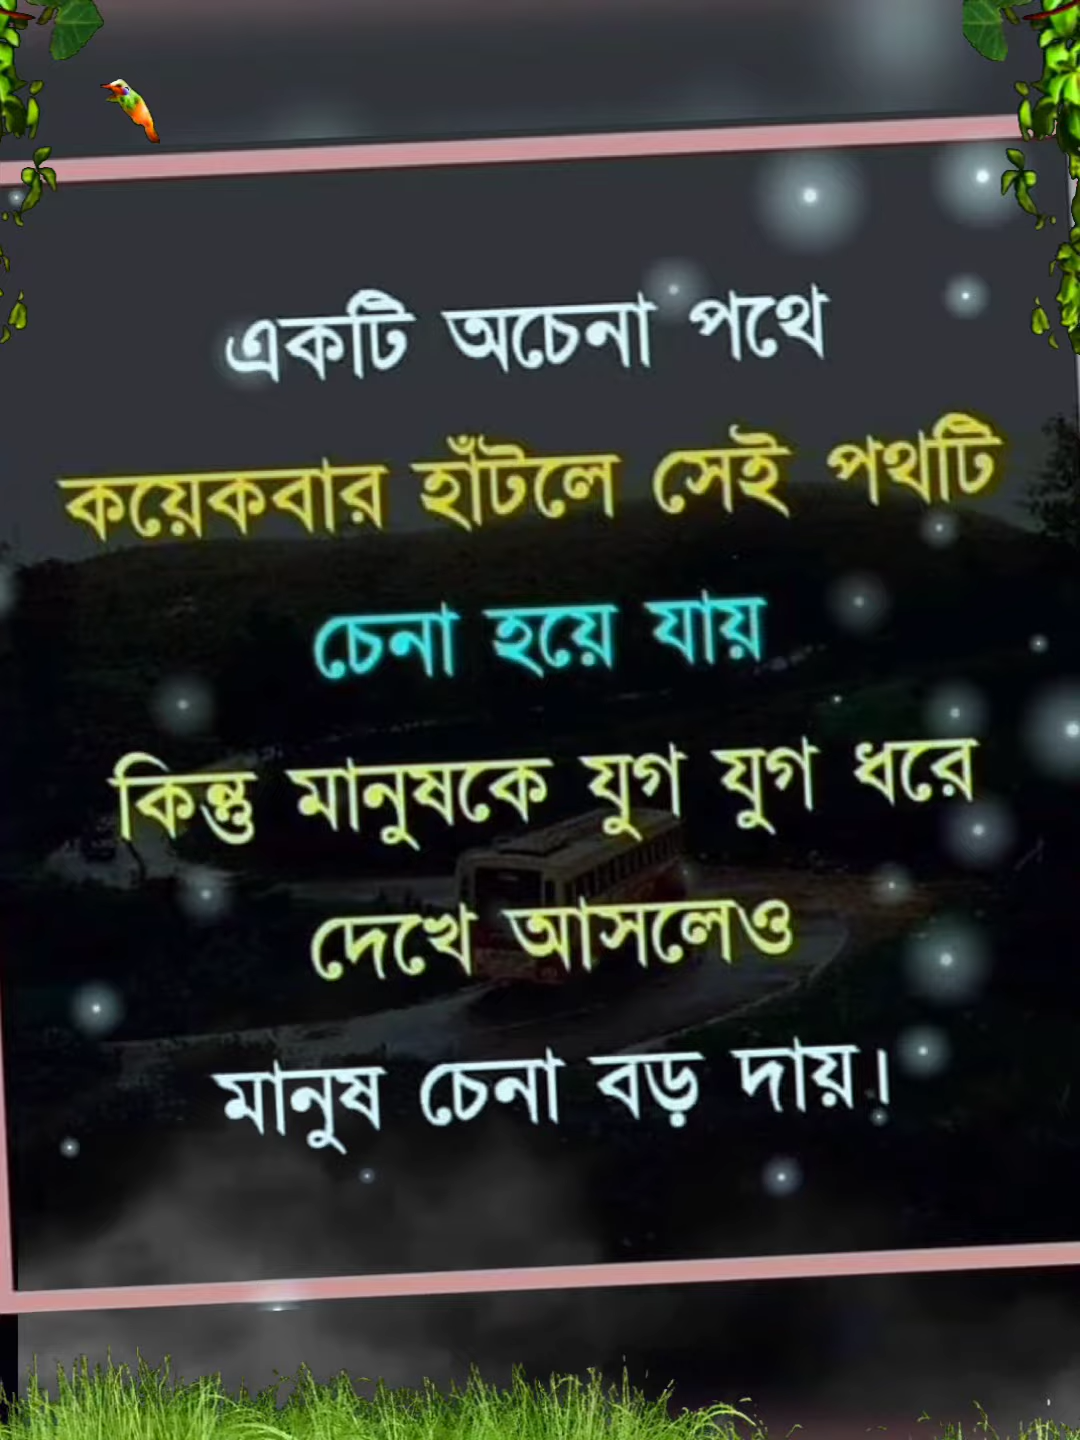 একটি অচেনা পথে
কয়েকবার হাঁটলে সেই পথটি
চেনা হয়ে যায়
কিন্তু মানুষকে যুগ যুগ ধরে
দেখে আসলেও
মানুষ চেনা বড় দায়।